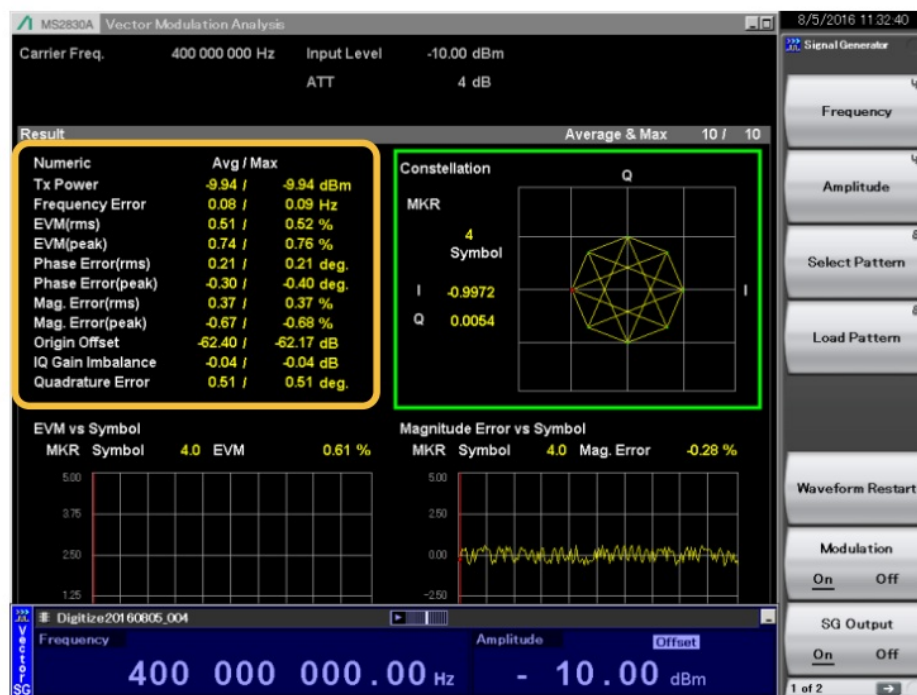 MS2830A Vector Modulation Analysis
8/5/2016 11:32:40
Carrier Freq. 400 000 000 Hz Input Level -10.00 dBm
ATT 4 dB
Result Average & Max 10 / 10
Numeric Avg / Max
Tx Power -9.94 / -9.94 dBm
Frequency Error 0.08 / 0.09 Hz
EVM(rms) 0.51 / 0.52 %
EVM(peak) 0.74 / 0.76 %
Phase Error(rms) 0.21 / 0.21 deg.
Phase Error(peak) -0.30 / -0.40 deg.
Mag. Error(rms) 0.37 / 0.37 %
Mag. Error(peak) -0.67 / -0.68 %
Origin Offset -62.40 / -62.17 dB
IQ Gain Imbalance -0.04 / -0.04 dB
Quadrature Error 0.51 / 0.51 deg.
Constellation
Q
MKR
4
Symbol
I -0.9972
Q 0.0054
I
EVM vs Symbol
MKR Symbol 4.0 EVM 0.61 %
5.00
3.75
2.50
1.25
Magnitude Error vs Symbol
MKR Symbol 4.0 Mag. Error -0.28 %
5.00
2.50
0.00
-2.50
Digitize20160805_004
Vector SG
Frequency
400 000 000.00 Hz
Amplitude Offset
- 10.00 dBm
Signal Generator
Frequency
Amplitude
Select Pattern
Load Pattern
Waveform Restart
Modulation
On Off
SG Output
On Off
1 of 2